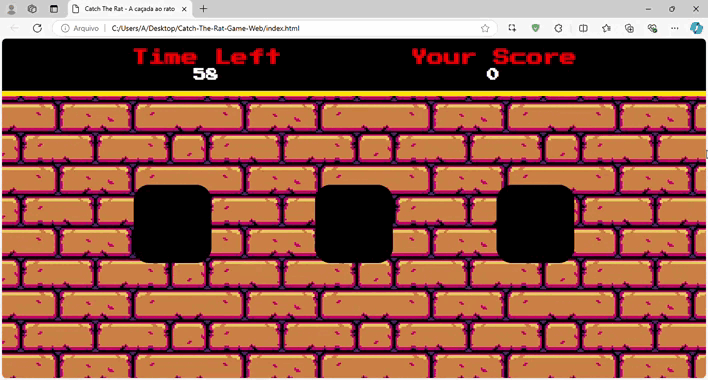 Catch The Rat - A caçada ao rato
Arquivo
C:/Users/A/Desktop/Catch-The-Rat-Game-Web/index.html
Time Left
Your Score
58
0